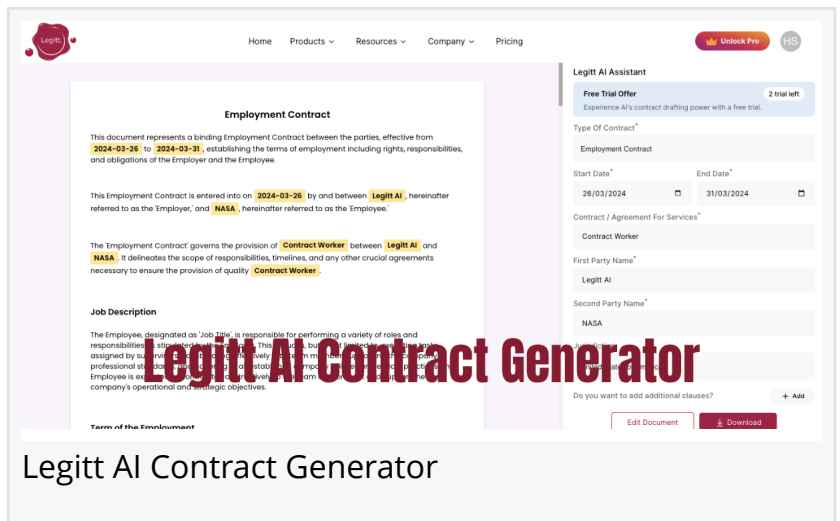 Legitt.
Home Products Resources Company Pricing
Unlock Pro
HS
Employment Contract
This document represents a binding Employment Contract between the parties, effective from
2024-03-26 to 2024-03-31, establishing the terms of employment including rights, responsibilities,
and obligations of the Employer and the Employee.
This Employment Contract is entered into on 2024-03-26 by and between Legitt AI, hereinafter
referred to as the 'Employer,' and NASA, hereinafter referred to as the 'Employee.'
The 'Employment Contract' governs the provision of Contract Worker between Legitt AI and
NASA. It delineates the scope of responsibilities, timelines, and any other crucial agreements
necessary to ensure the provision of quality Contract Worker.
Job Description
The Employee, designated as 'Job Title', is responsible for performing a variety of roles and
responsibilities
assigned by
professional
Employee is
company's operational and strategic objectives.
Term of the Employment
Legitt AI Assistant
Free Trial Offer
2 trial left
Experience AI's contract drafting power with a free trial.
Type Of Contract*
Employment Contract
Start Date* End Date*
26/03/2024 31/03/2024
Contract / Agreement For Services*
Contract Worker
First Party Name*
Legitt AI
Second Party Name*
NASA
Do you want to add additional clauses? + Add
Edit Document Download
Legitt AI Contract Generator
Legitt AI Contract Generator